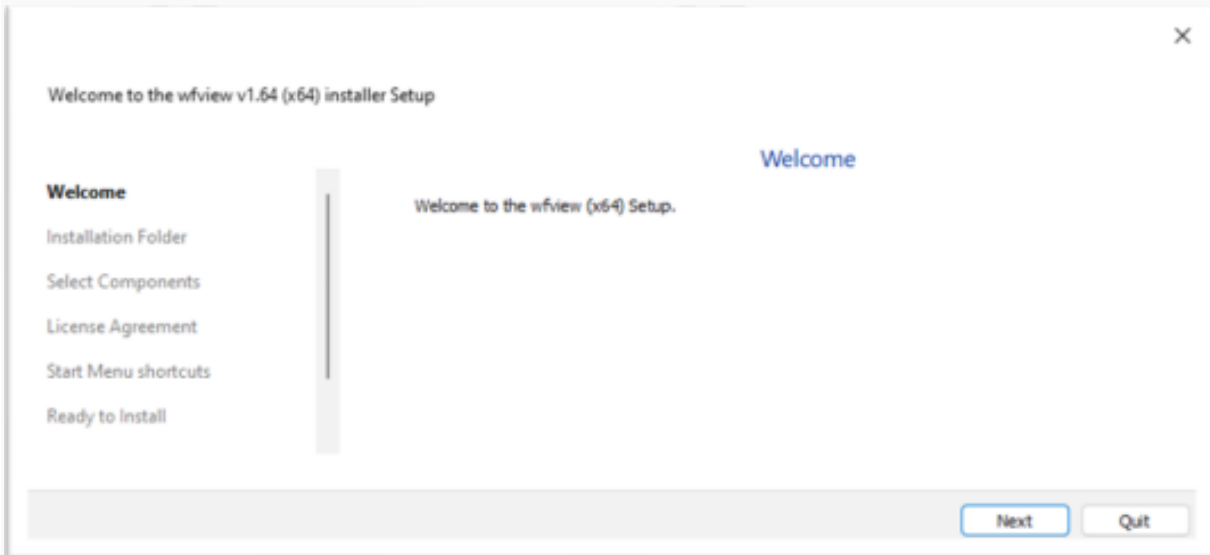 Welcome to the wfview v1.64 (x64) installer Setup
Welcome
Welcome
Welcome to the wfview (x64) Setup.
Installation Folder
Select Components
License Agreement
Start Menu shortcuts
Ready to Install
Next
Quit